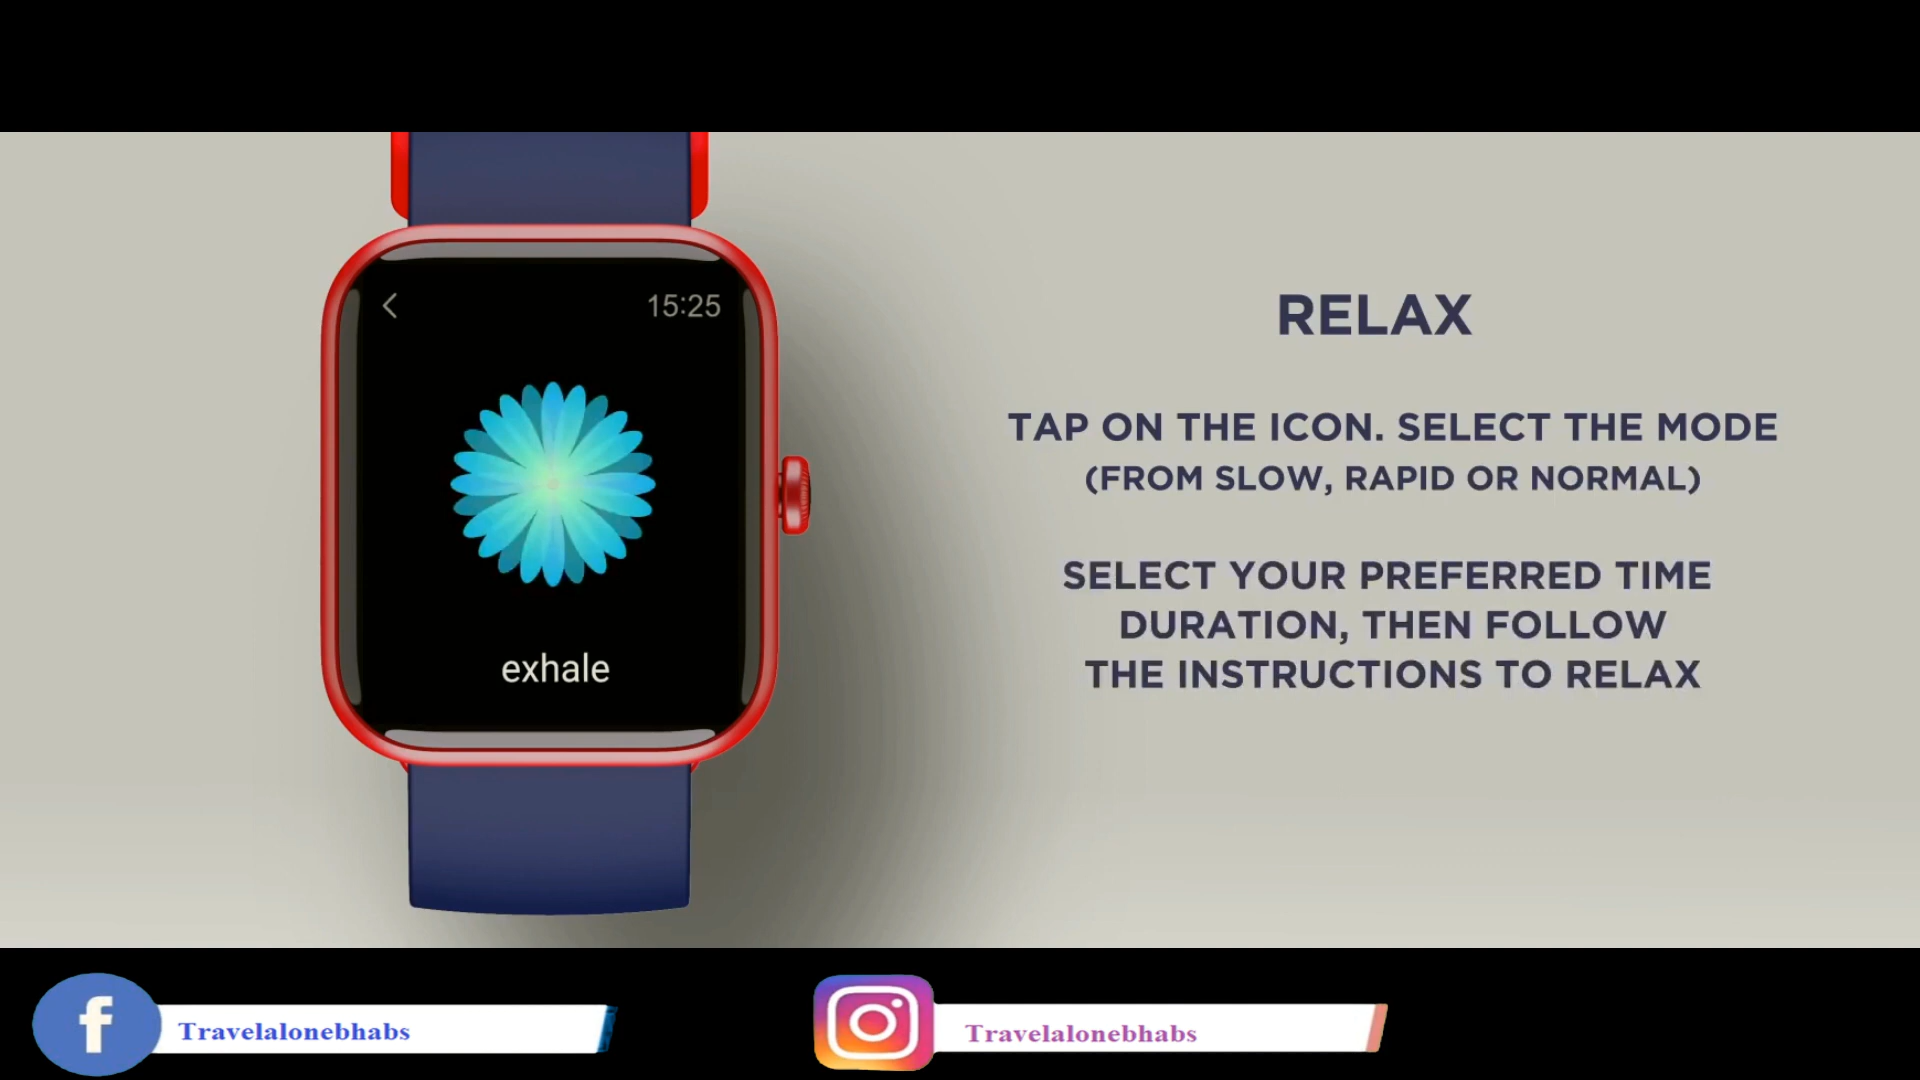 15:25
exhale
RELAX
TAP ON THE ICON. SELECT THE MODE
(FROM SLOW, RAPID OR NORMAL)
SELECT YOUR PREFERRED TIME
DURATION, THEN FOLLOW
THE INSTRUCTIONS TO RELAX
f Travelalonebhabs
Travelalonebhabs